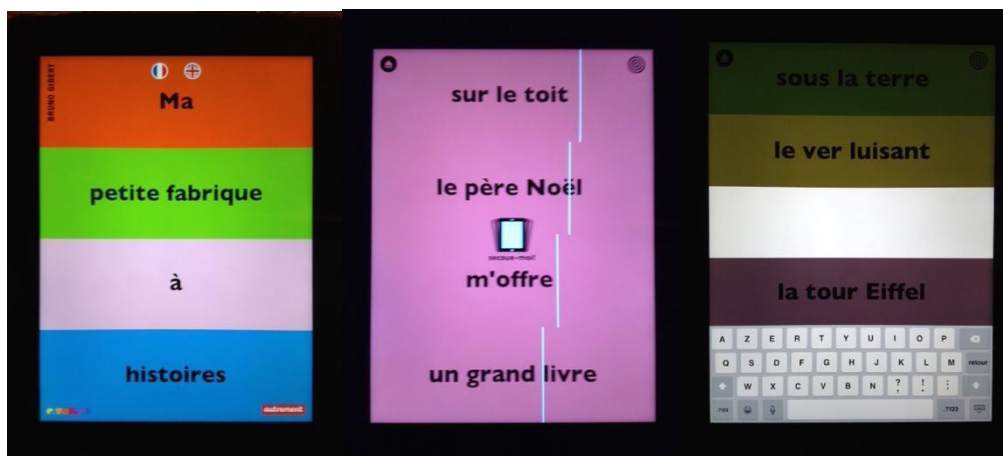 BRUNO GIBERT
Ma
petite fabrique
à
histoires
autrement
sur le toit
le père Noël
secoue-moi!
m'offre
un grand livre
sous la terre
le ver luisant
la tour Eiffel
A Z E R T Y U I O P
Q S D F G H J K L M retour
W X C V B N ? , ! . : ;
.?123 .?123